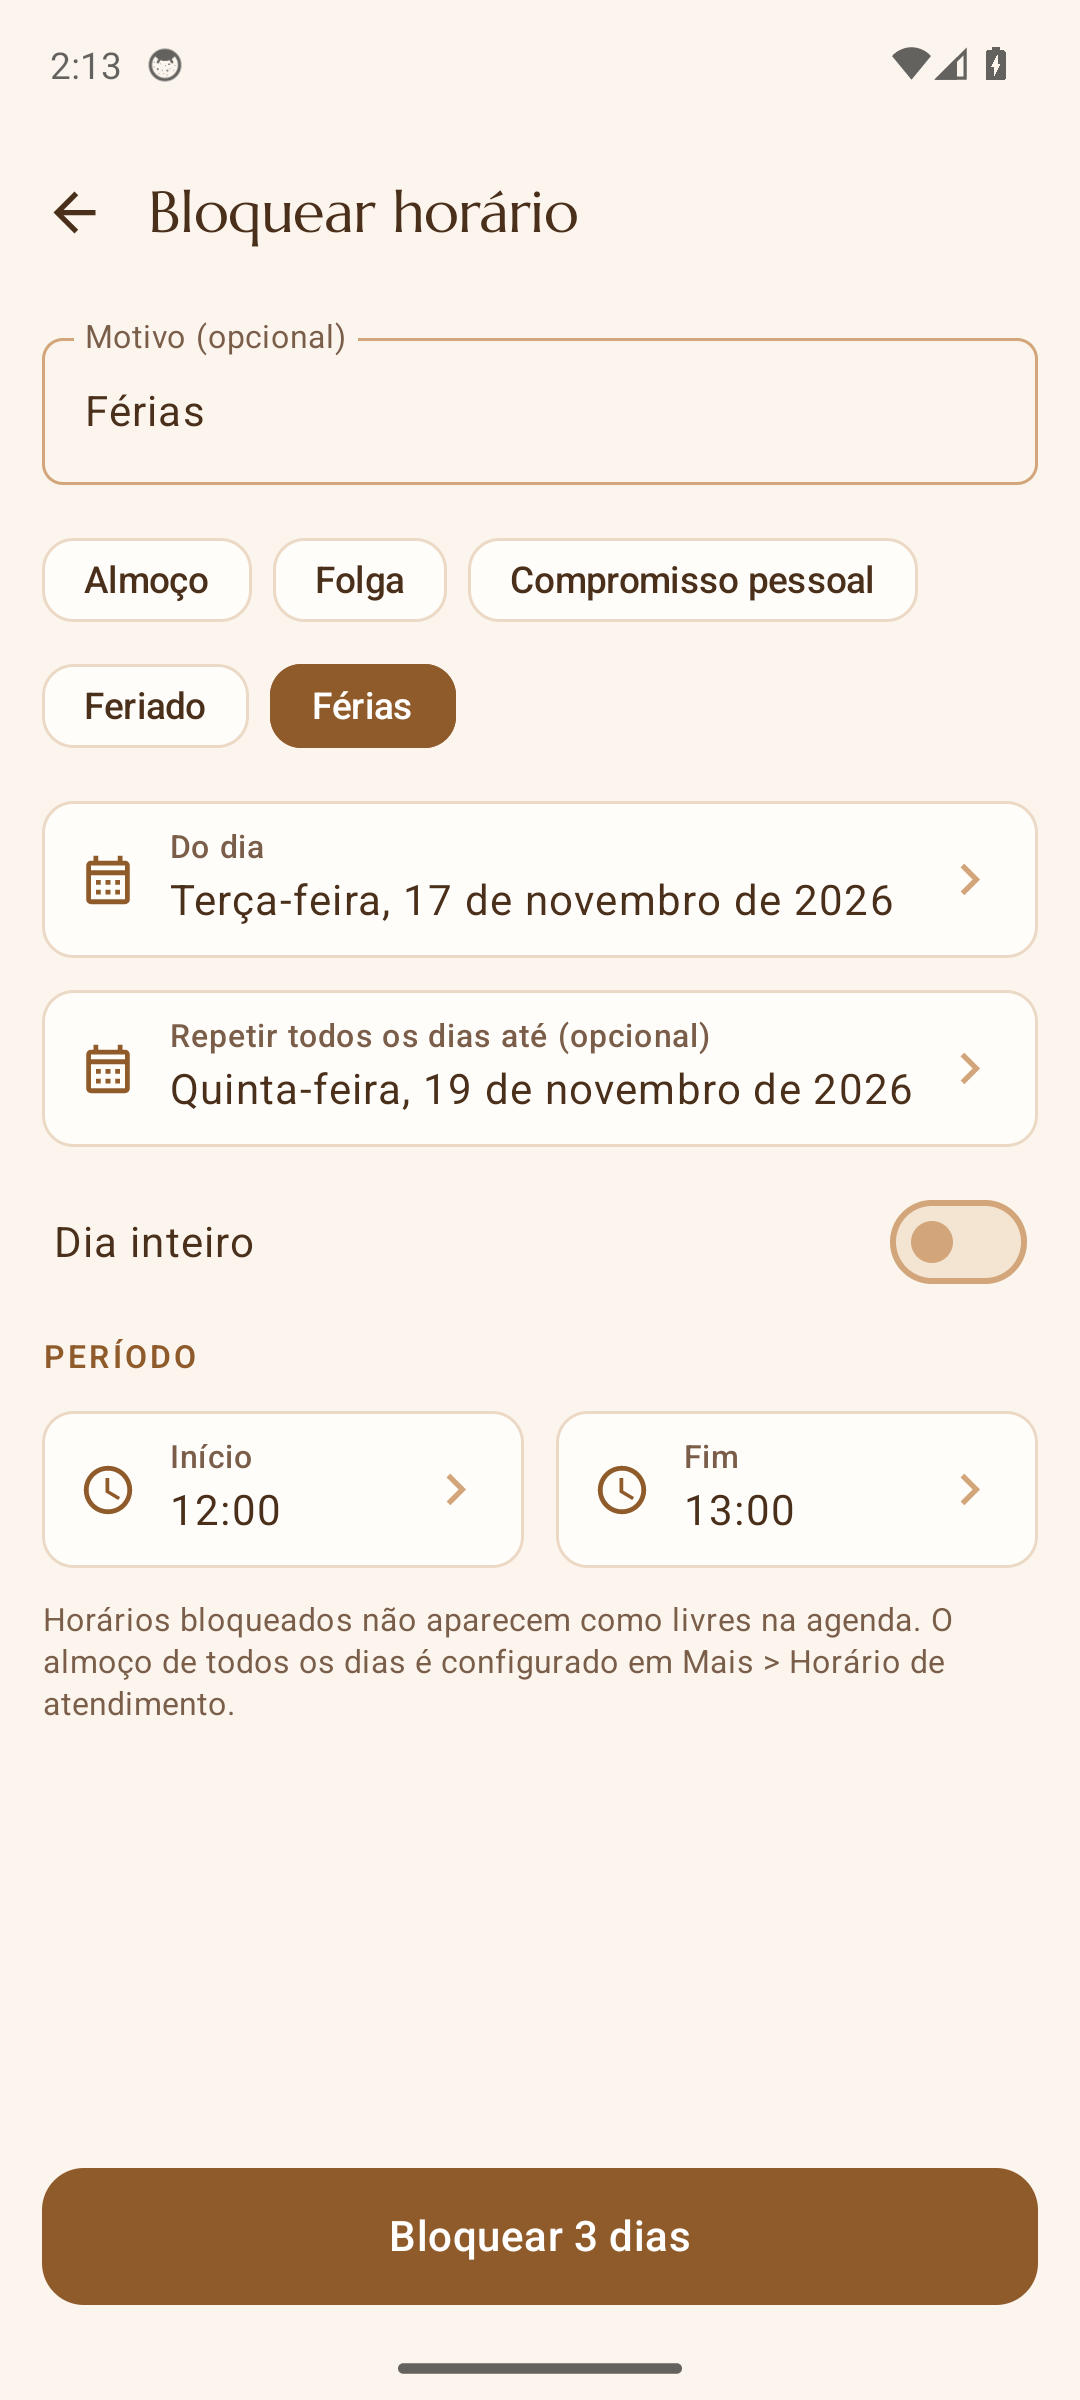 2:13
Bloquear horário
Motivo (opcional)
Férias
Almoço
Folga
Compromisso pessoal
Feriado
Férias
Do dia
Terça-feira, 17 de novembro de 2026
Repetir todos os dias até (opcional)
Quinta-feira, 19 de novembro de 2026
Dia inteiro
PERÍODO
Início
12:00
Fim
13:00
Horários bloqueados não aparecem como livres na agenda. O
almoço de todos os dias é configurado em Mais > Horário de
atendimento.
Bloquear 3 dias